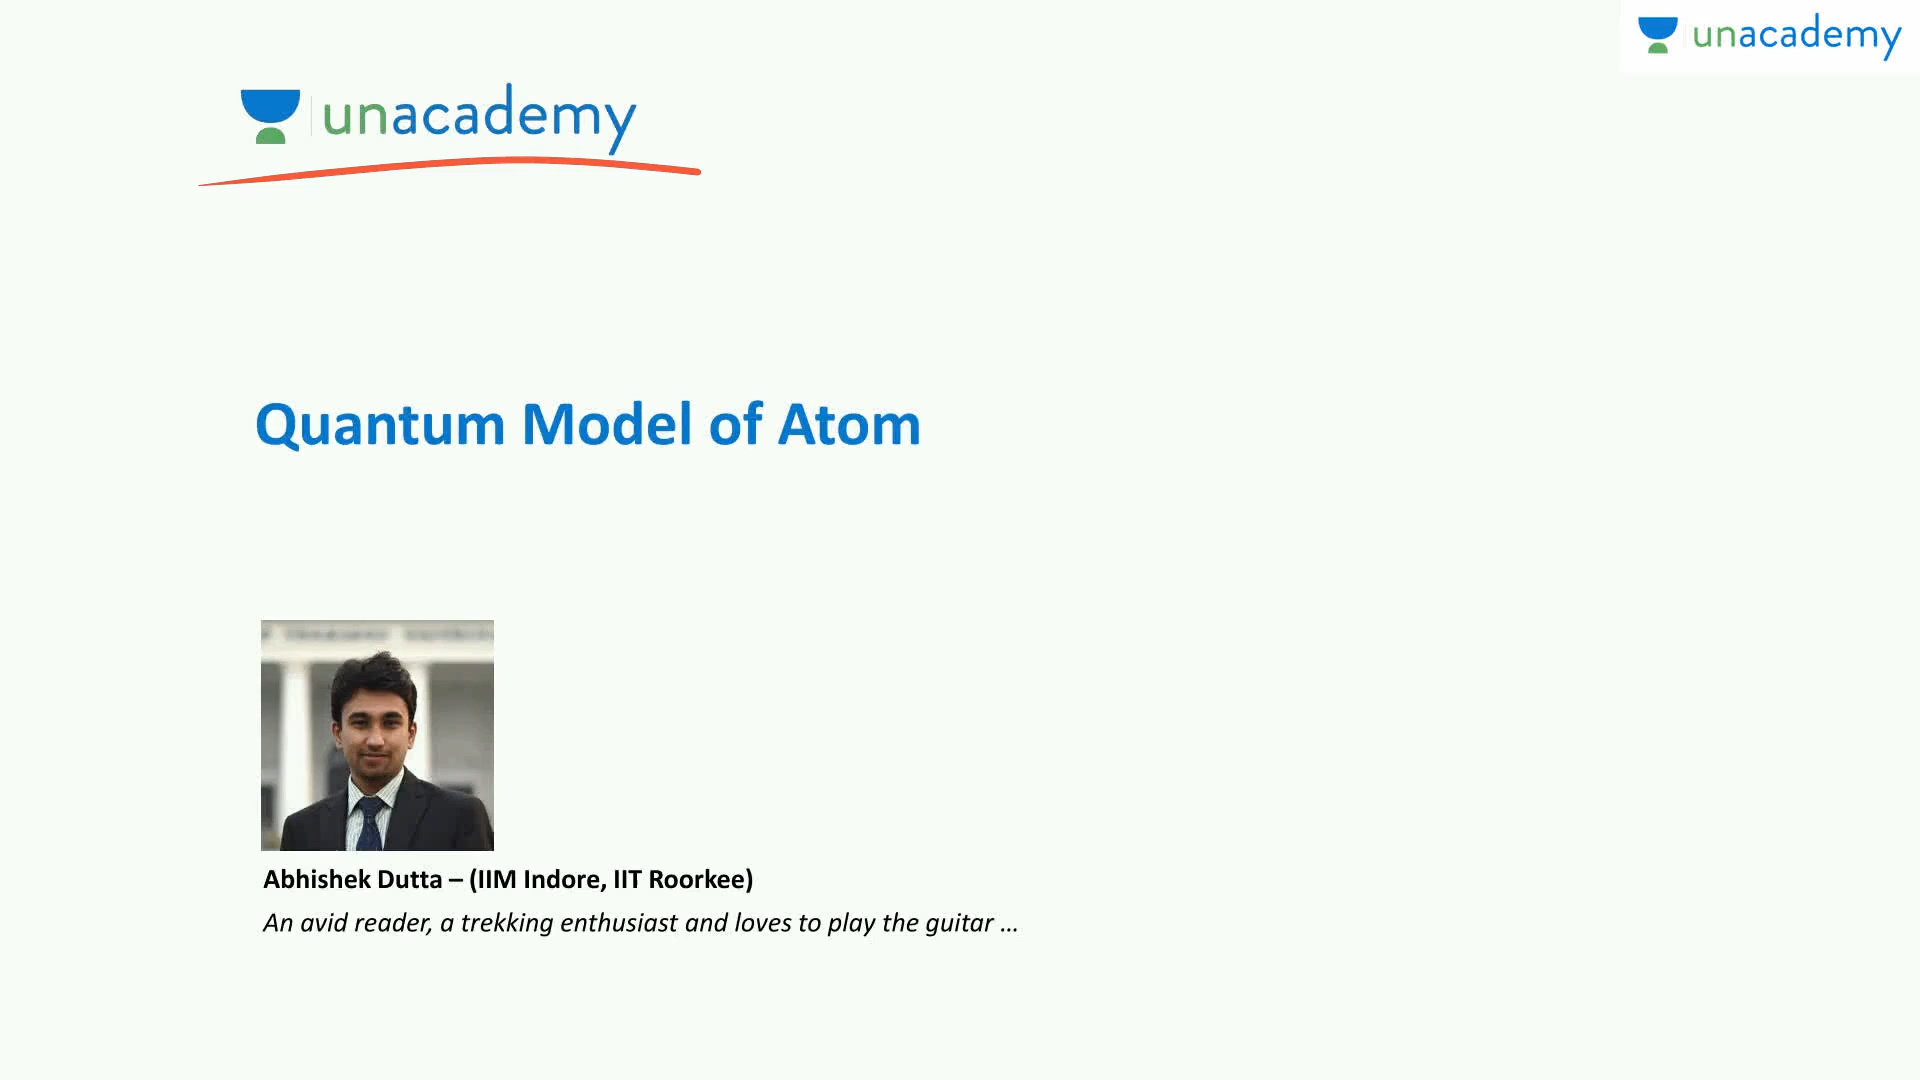 unacademy
unacademy
Quantum Model of Atom
Abhishek Dutta – (IIM Indore, IIT Roorkee)
An avid reader, a trekking enthusiast and loves to play the guitar ...